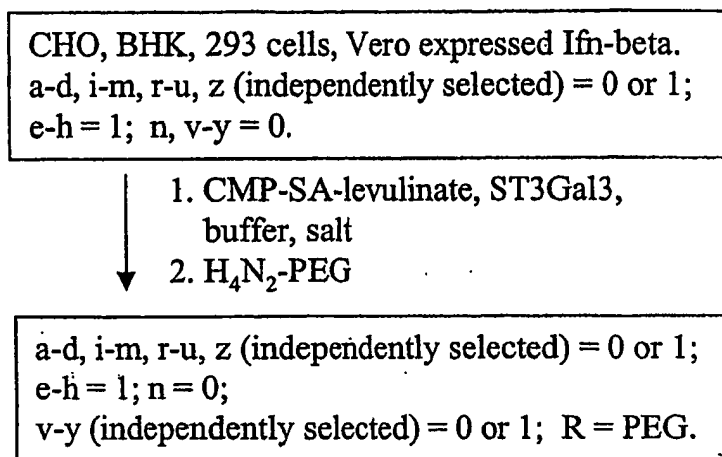 CHO, BHK, 293 cells, Vero expressed Ifn-beta.
a-d, i-m, r-u, z (independently selected) = 0 or 1;
e-h = 1; n, v-y = 0.
1. CMP-SA-levulinate, ST3Gal3,
buffer, salt
2. H₄N₂-PEG
a-d, i-m, r-u, z (independently selected) = 0 or 1;
e-h = 1; n = 0;
v-y (independently selected) = 0 or 1; R = PEG.